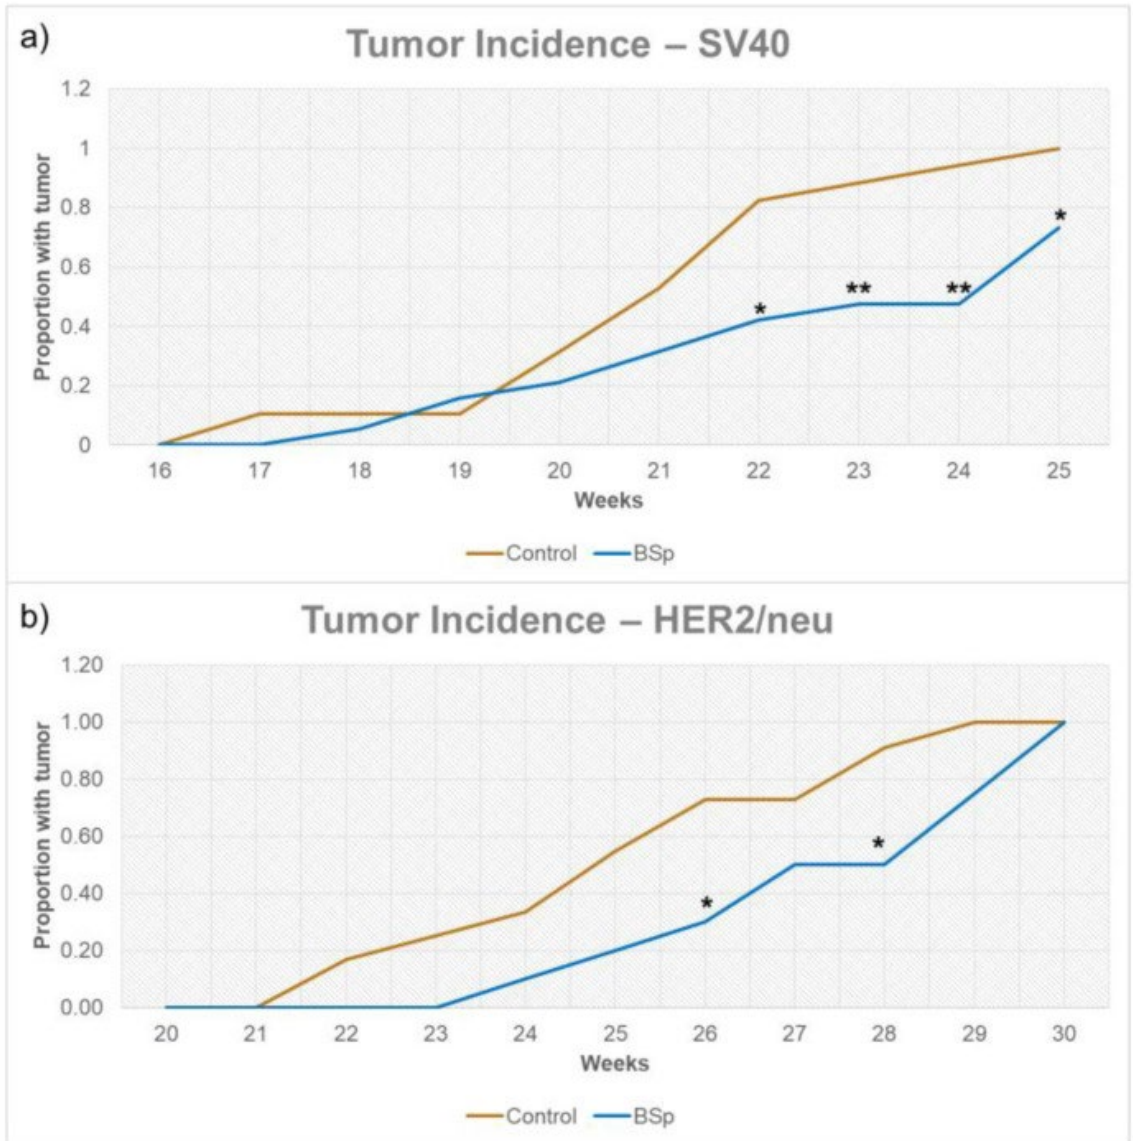 a)
Tumor Incidence – SV40
Proportion with tumor
1.2
1
0.8
0.6
0.4
0.2
0
*
**
**
*
16 17 18 19 20 21 22 23 24 25
Weeks
Control BSp
b)
Tumor Incidence – HER2/neu
Proportion with tumor
1.20
1.00
0.80
0.60
0.40
0.20
0.00
*
*
20 21 22 23 24 25 26 27 28 29 30
Weeks
Control BSp